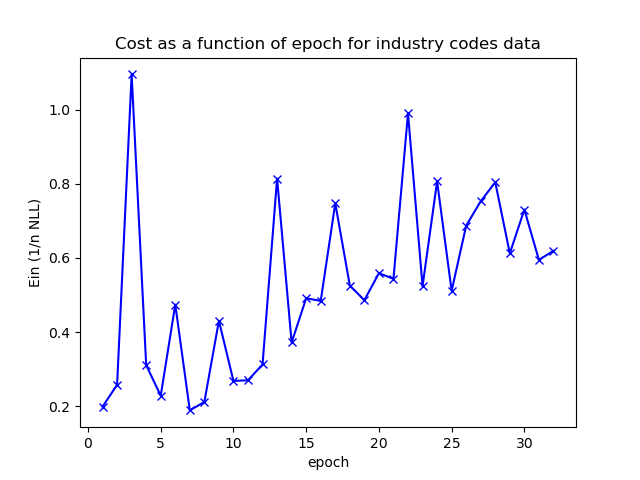 Cost as a function of epoch for industry codes data
Ein (1/n NLL)
1.0
0.8
0.6
0.4
0.2
0 5 10 15 20 25 30
epoch